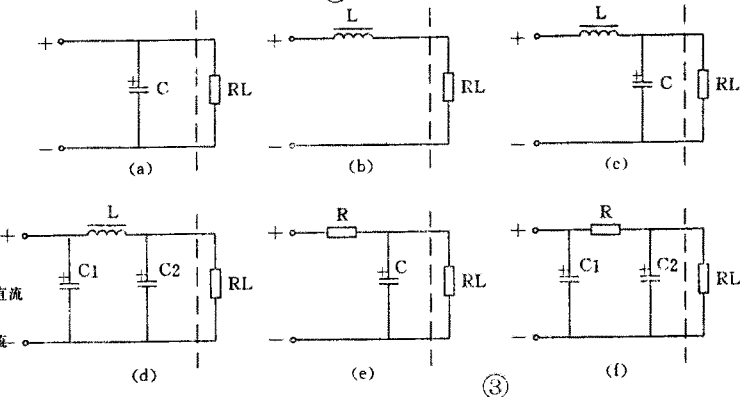 L
L
+
+
+
+
C
RL
RL
+
C
RL
−
−
−
(a)
(b)
(c)
L
R
R
+
+
+
+
C1
+
C2
RL
+
C
RL
+
C1
+
C2
RL
直流
−
−
−
(d)
(e)
(f)
③